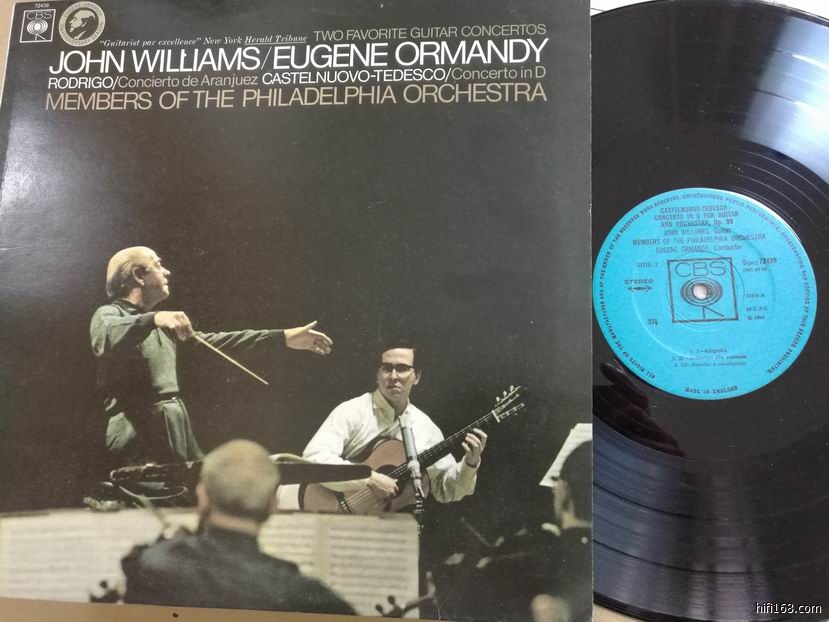 CBS
72439
"Guitarist par excellence" New York Herald Tribune TWO FAVORITE GUITAR CONCERTOS
JOHN WILLIAMS/EUGENE ORMANDY
RODRIGO/Concierto de Aranjuez CASTELNUOVO-TEDESCO/Concerto in D
MEMBERS OF THE PHILADELPHIA ORCHESTRA
CASTELNUOVO-TEDESCO
CONCERTO IN D FOR GUITAR
AND ORCHESTRA, Op. 99
JOHN WILLIAMS, Guitar
MEMBERS OF THE PHILADELPHIA ORCHESTRA
EUGENE ORMANDY, Conductor
SIDE 2
72439
STEREO
CBS
33⅓
M.C.P.S.
MADE IN ENGLAND
hifi168.com